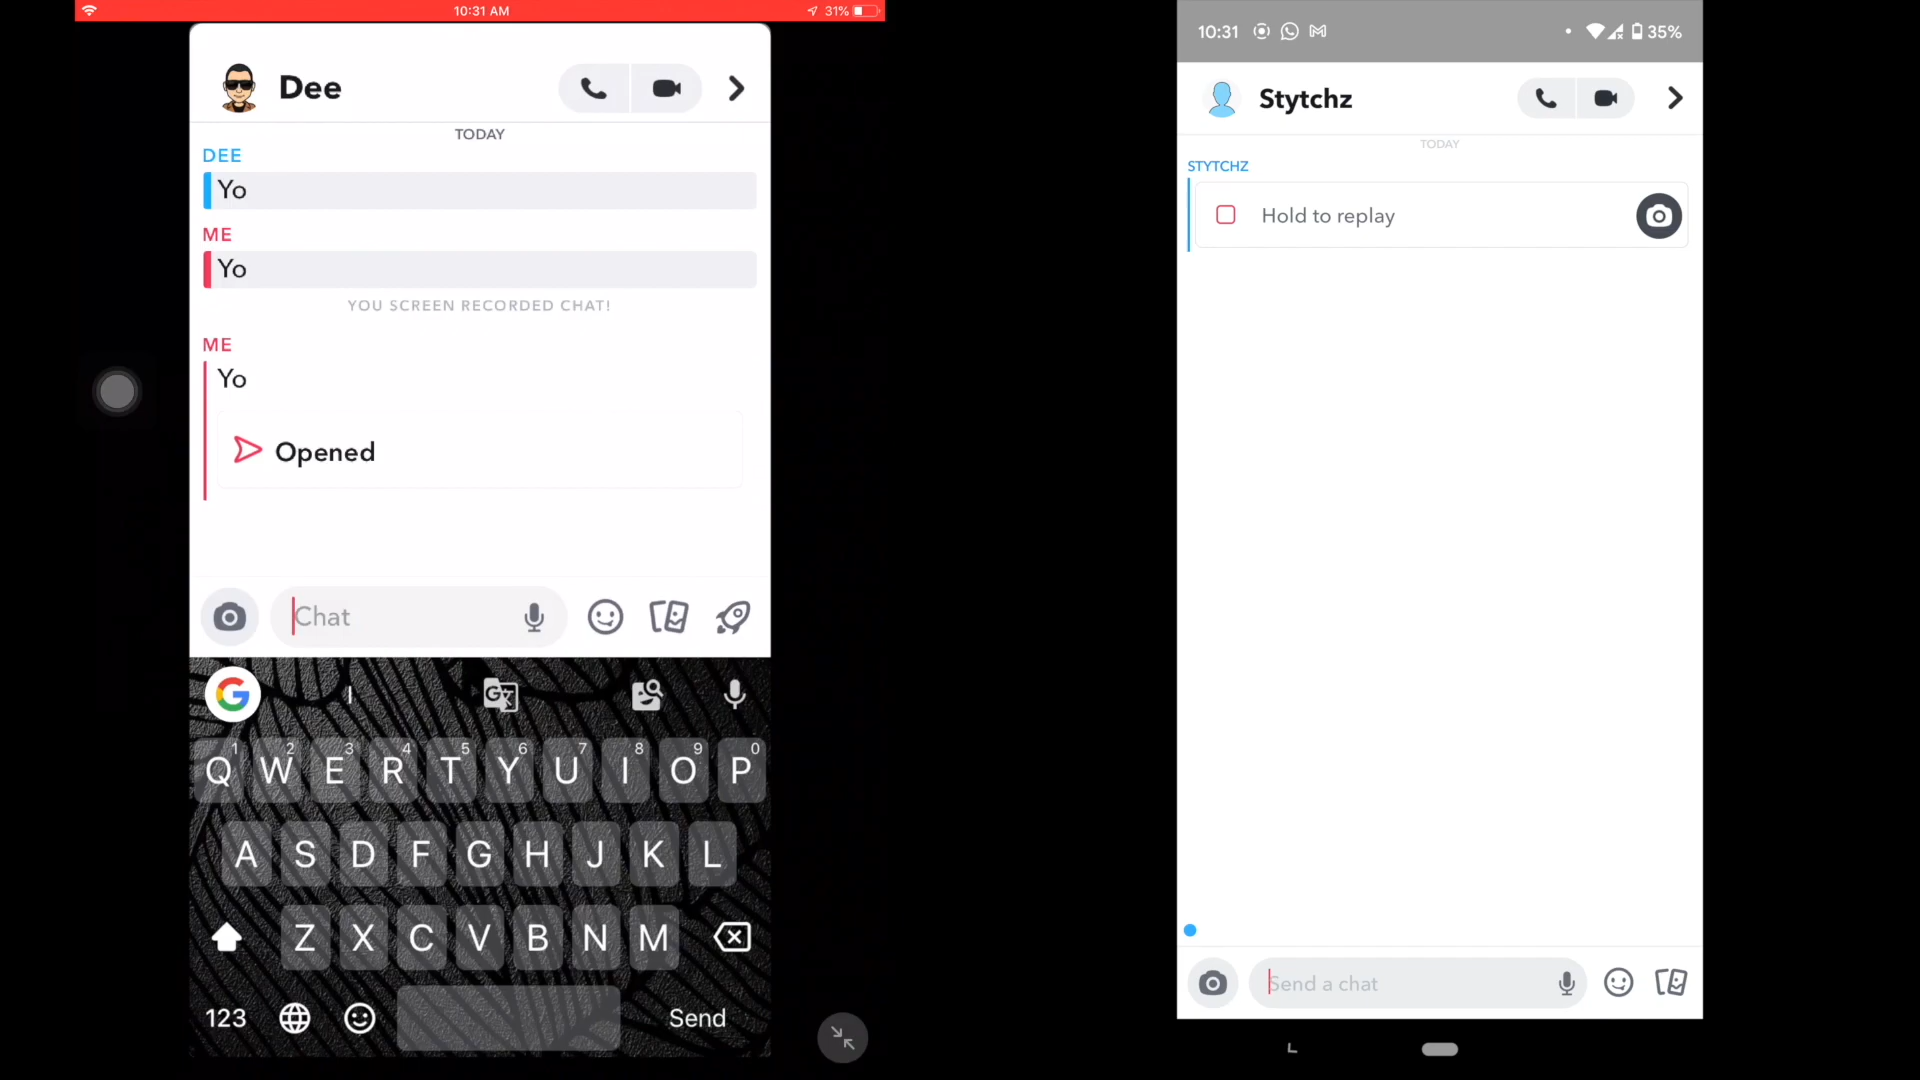 10:31 AM
31%
Dee
TODAY
DEE
Yo
ME
Yo
YOU SCREEN RECORDED CHAT!
ME
Yo
Opened
Chat
I
1 2 3 4 5 6 7 8 9 0
Q W E R T Y U I O P
A S D F G H J K L
Z X C V B N M
123
Send
10:31
35%
Stytchz
TODAY
STYTCHZ
Hold to replay
Send a chat